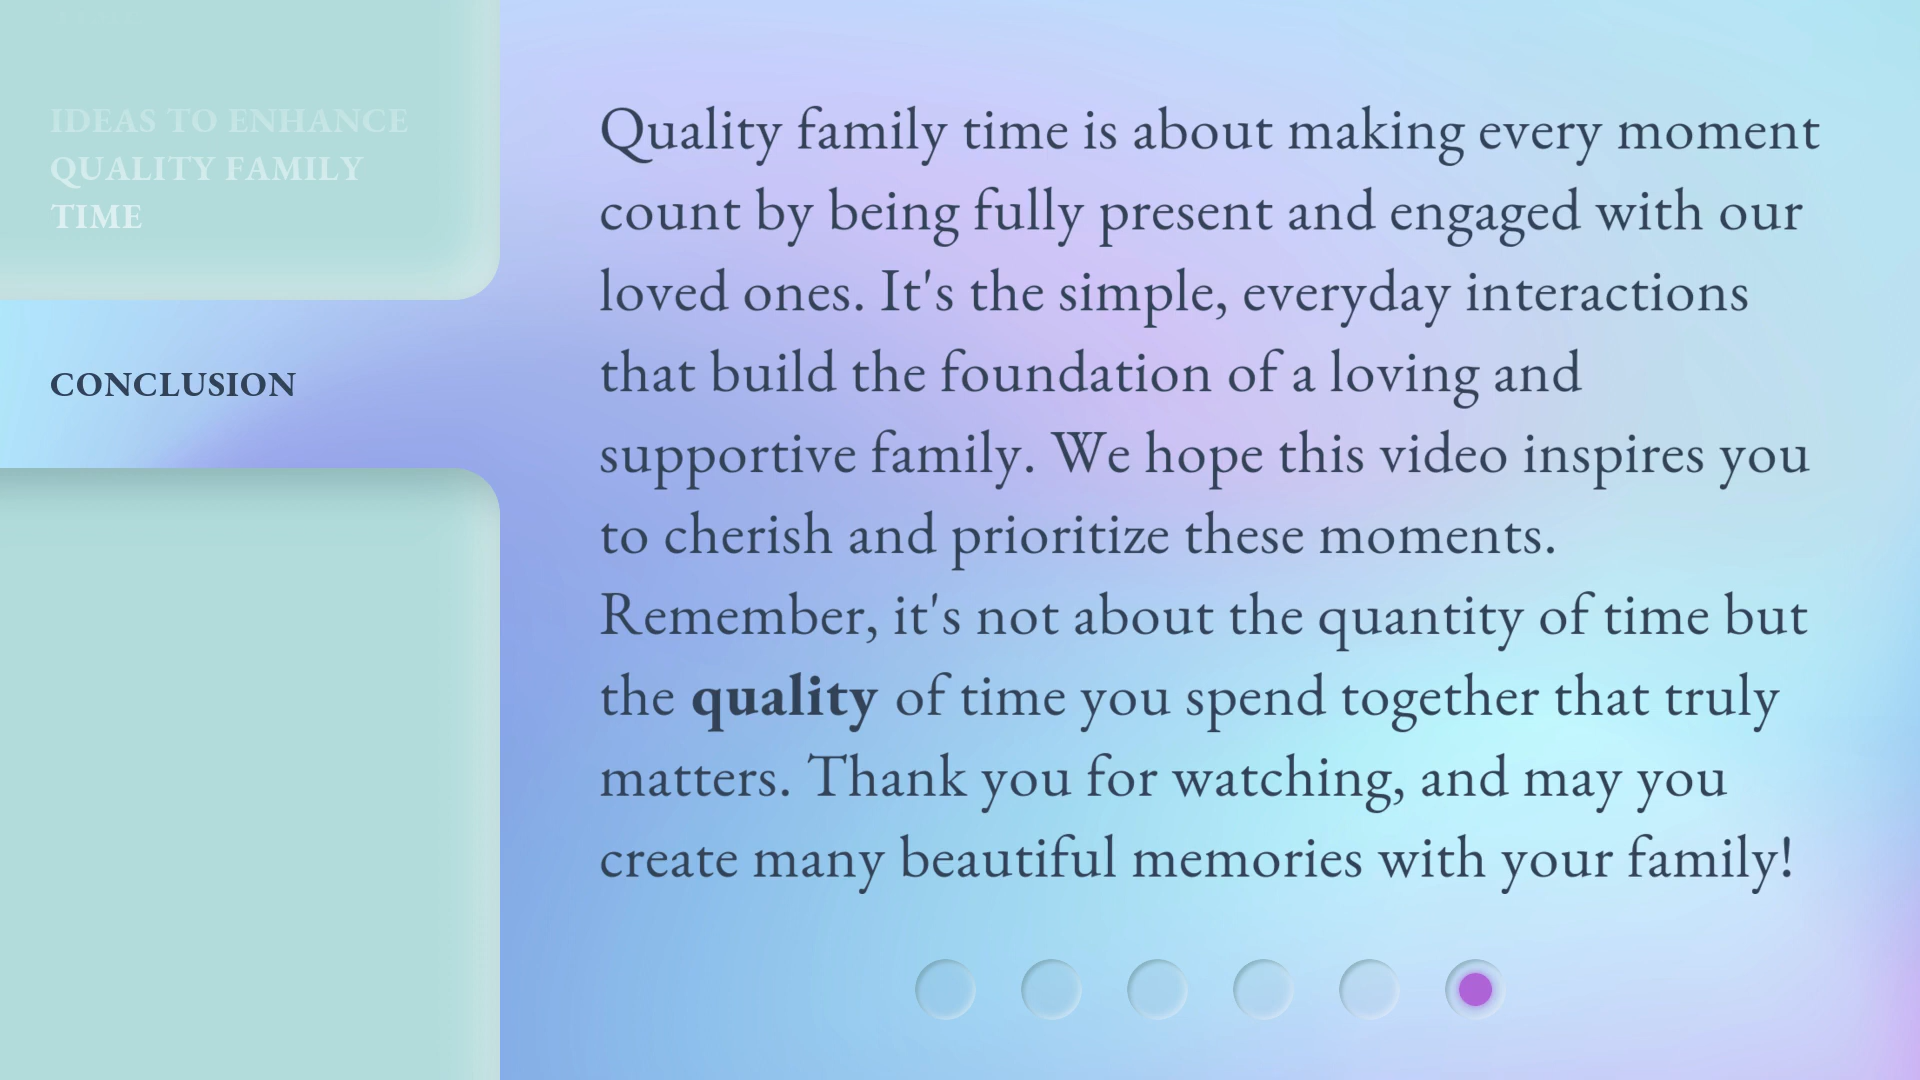 IDEAS TO ENHANCE
QUALITY FAMILY
TIME
CONCLUSION
Quality family time is about making every moment
count by being fully present and engaged with our
loved ones. It's the simple, everyday interactions
that build the foundation of a loving and
supportive family. We hope this video inspires you
to cherish and prioritize these moments.
Remember, it's not about the quantity of time but
the quality of time you spend together that truly
matters. Thank you for watching, and may you
create many beautiful memories with your family!